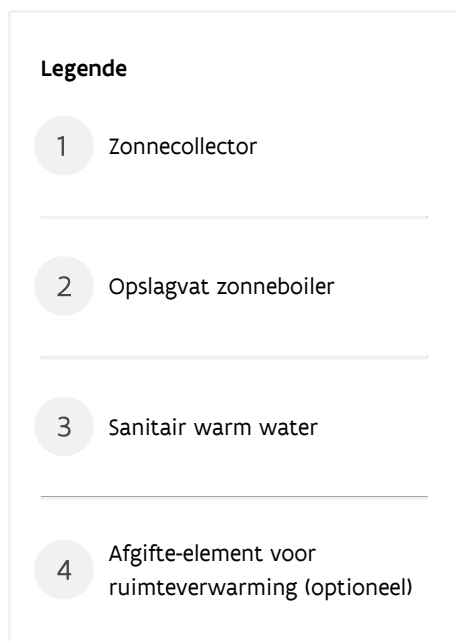 Legende
1 Zonnecollector
2 Opslagvat zonneboiler
3 Sanitair warm water
4 Afgifte-element voor
ruimteverwarming (optioneel)